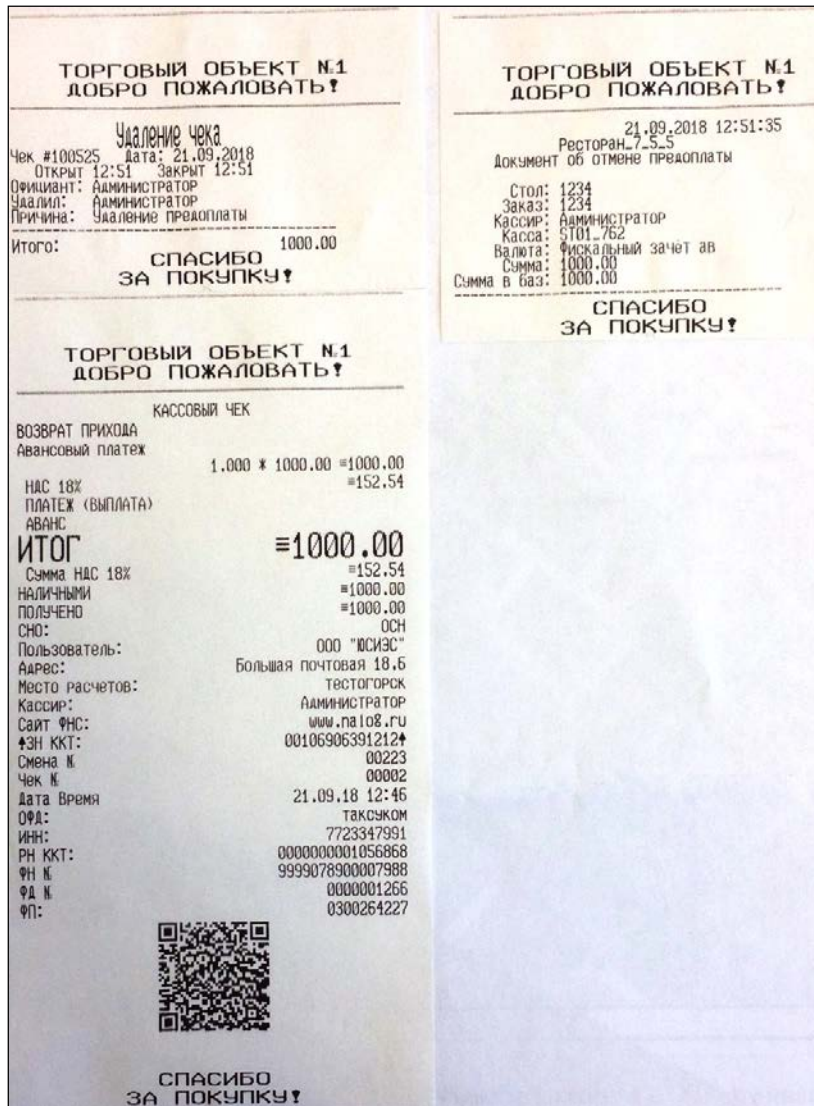 ТОРГОВЫЙ ОБЪЕКТ №1
ДОБРО ПОЖАЛОВАТЬ!
Удаление чека
Чек #100525 Дата: 21.09.2018
Открыт 12:51 Закрыт 12:51
Официант: Администратор
Удалил: Администратор
Причина: Удаление предоплаты
Итого: 1000.00
СПАСИБО
ЗА ПОКУПКУ!
ТОРГОВЫЙ ОБЪЕКТ №1
ДОБРО ПОЖАЛОВАТЬ!
КАССОВЫЙ ЧЕК
ВОЗВРАТ ПРИХОДА
Авансовый платеж
1.000 * 1000.00 =1000.00
НДС 18% =152.54
ПЛАТЕЖ (ВЫПЛАТА)
АВАНС
ИТОГ =1000.00
Сумма НДС 18% =152.54
НАЛИЧНЫМИ =1000.00
ПОЛУЧЕНО =1000.00
СНО: ОСН
Пользователь: ООО "ЮСИЭС"
Адрес: Большая почтовая 18,6
Место расчетов: тестогорск
Кассир: Администратор
Сайт ФНС: www.nalog.ru
↑ЗН ККТ: 00106906391212↑
Смена № 00223
Чек № 00002
Дата Время 21.09.18 12:46
ОФД: такськом
ИНН: 7723347991
РН ККТ: 0000000001056868
ФН № 9999078900007988
ФД № 0000001266
ФП: 0300264227
СПАСИБО
ЗА ПОКУПКУ!
ТОРГОВЫЙ ОБЪЕКТ №1
ДОБРО ПОЖАЛОВАТЬ!
21.09.2018 12:51:35
Ресторан_7_5_5
Документ об отмене предоплаты
Стол: 1234
Заказ: 1234
Кассир: Администратор
Касса: ST01_762
Валюта: Фискальный зачет ав
Сумма: 1000.00
Сумма в баз: 1000.00
СПАСИБО
ЗА ПОКУПКУ!